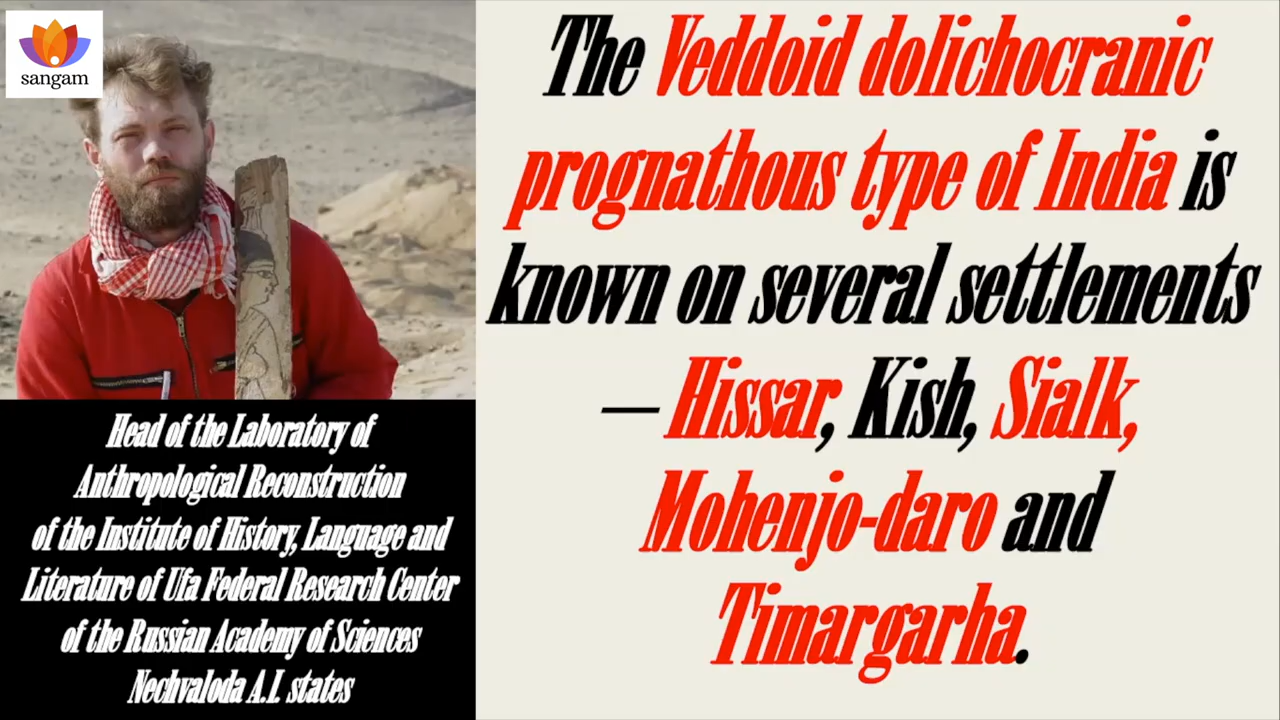 sangam
The Veddoid dolichocranic
prognathous type of India is
known on several settlements
— Hissar, Kish, Sialk,
Mohenjo-daro and
Timargarha.
Head of the Laboratory of
Anthropological Reconstruction
of the Institute of History, Language and
Literature of Ufa Federal Research Center
of the Russian Academy of Sciences
Nechvaloda A.I. states